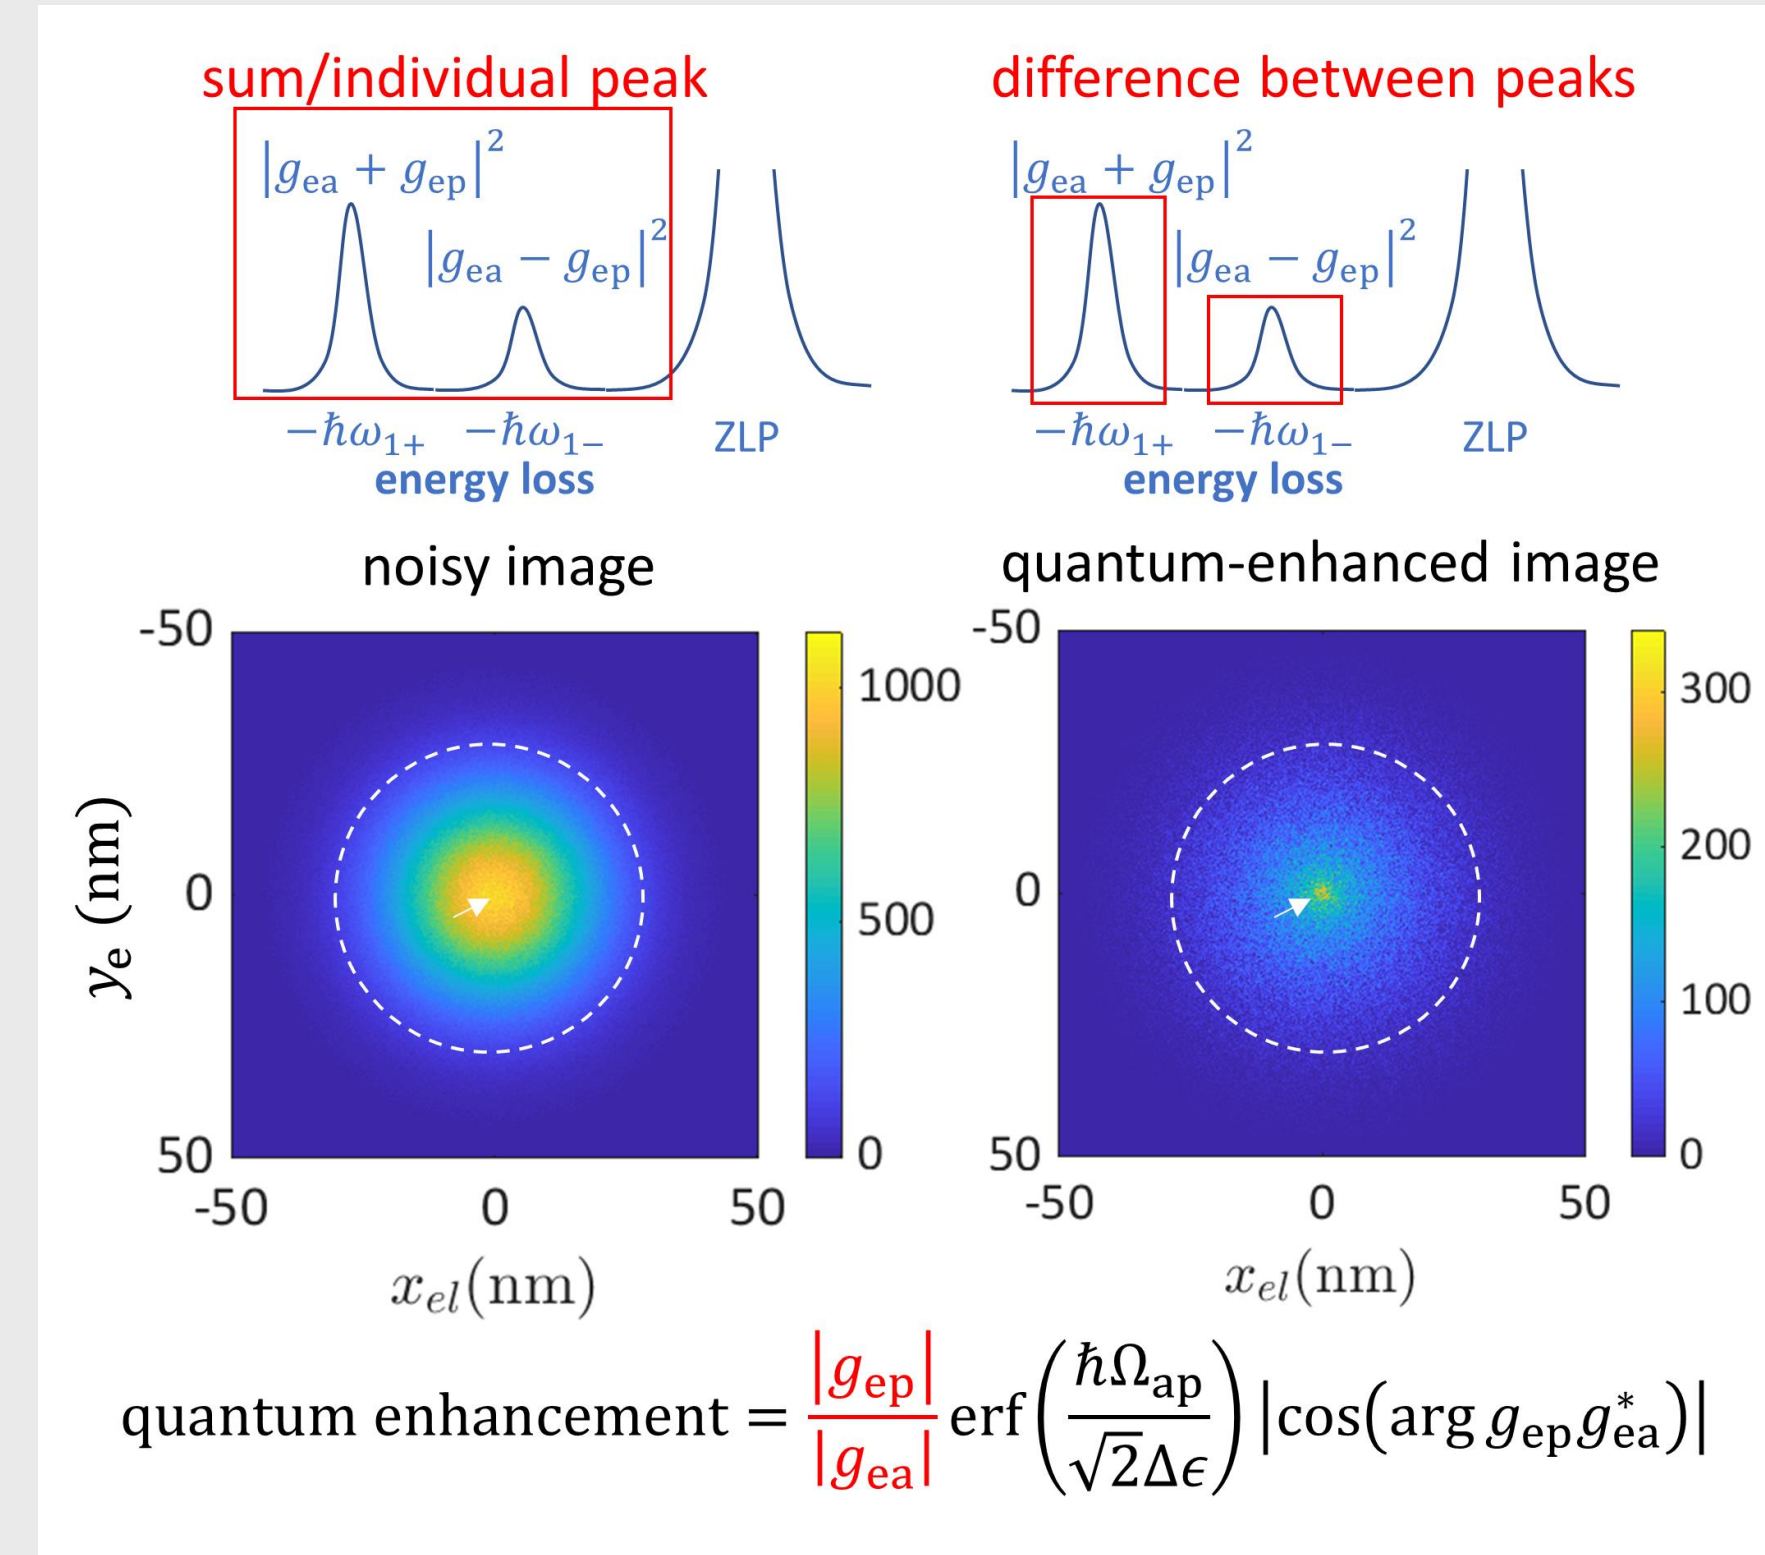 sum/individual peak
|gea + gep|²
|gea − gep|²
−ħω1+ −ħω1− ZLP
energy loss
difference between peaks
|gea + gep|²
|gea − gep|²
−ħω1+ −ħω1− ZLP
energy loss
noisy image
-50
0
50
-50 0 50
ye (nm)
xel(nm)
1000
500
0
quantum-enhanced image
-50
0
50
-50 0 50
xel(nm)
300
200
100
0
quantum enhancement = |gep|/|gea| erf(ħΩap/√2Δϵ) |cos(arg gep g*ea)|